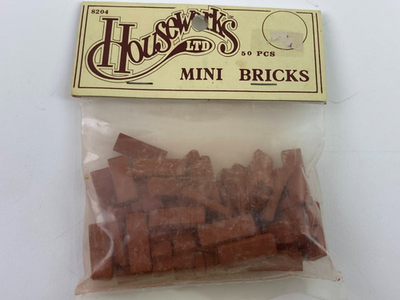 8204
Houseworks
LTD
50 PCS
MINI BRICKS